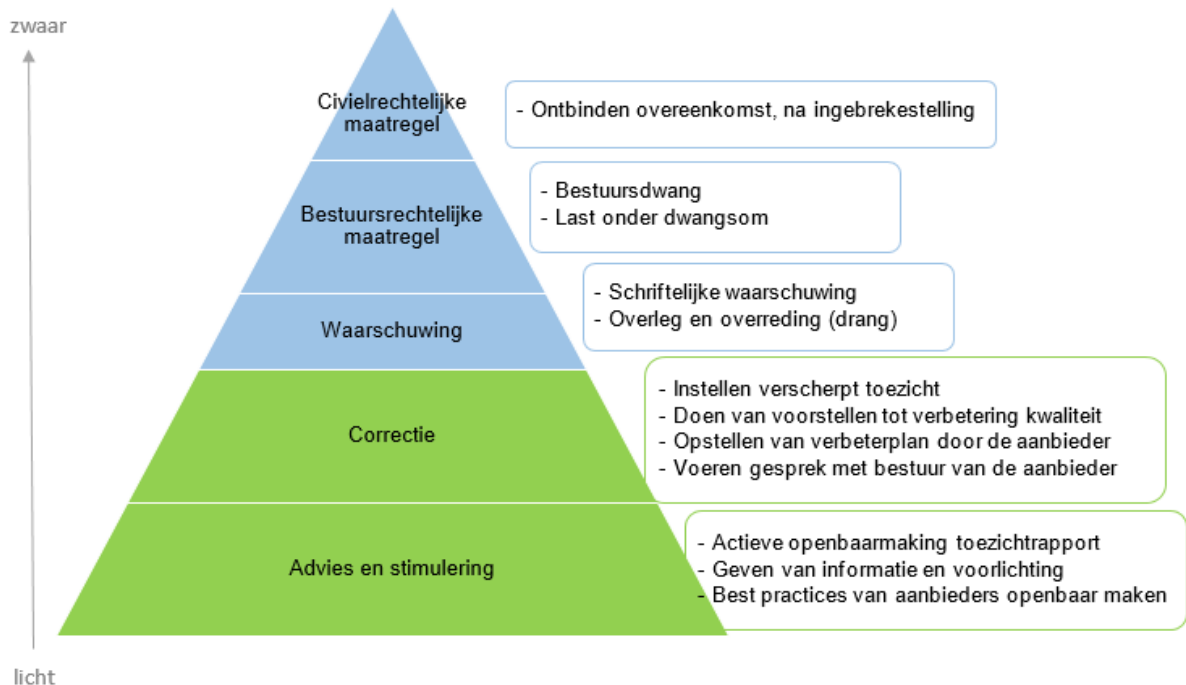 zwaar
Civielrechtelijke
maatregel
- Ontbinden overeenkomst, na ingebrekestelling
Bestuursrechtelijke
maatregel
- Bestuursdwang
- Last onder dwangsom
Waarschuwing
- Schriftelijke waarschuwing
- Overleg en overreding (drang)
Correctie
- Instellen verscherpt toezicht
- Doen van voorstellen tot verbetering kwaliteit
- Opstellen van verbeterplan door de aanbieder
- Voeren gesprek met bestuur van de aanbieder
Advies en stimulering
- Actieve openbaarmaking toezichtrapport
- Geven van informatie en voorlichting
- Best practices van aanbieders openbaar maken
licht